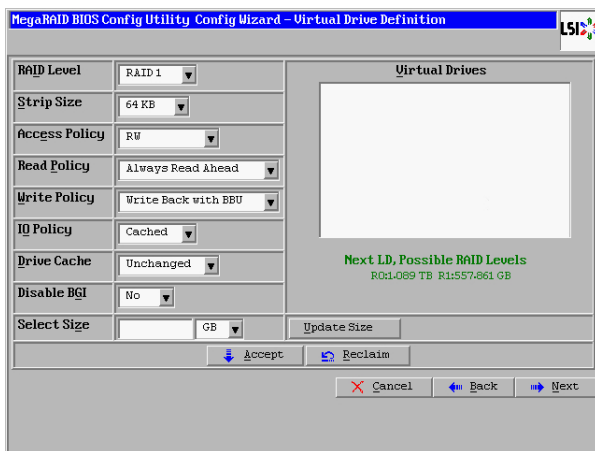 MegaRAID BIOS Config Utility Config Wizard – Virtual Drive Definition
LSI
RAID Level RAID 1
Strip Size 64 KB
Access Policy RW
Read Policy Always Read Ahead
Write Policy Write Back with BBU
IO Policy Cached
Drive Cache Unchanged
Disable BGI No
Select Size GB
Virtual Drives
Next LD, Possible RAID Levels
R0:1.089 TB R1:557.861 GB
Update Size
Accept Reclaim
Cancel Back Next